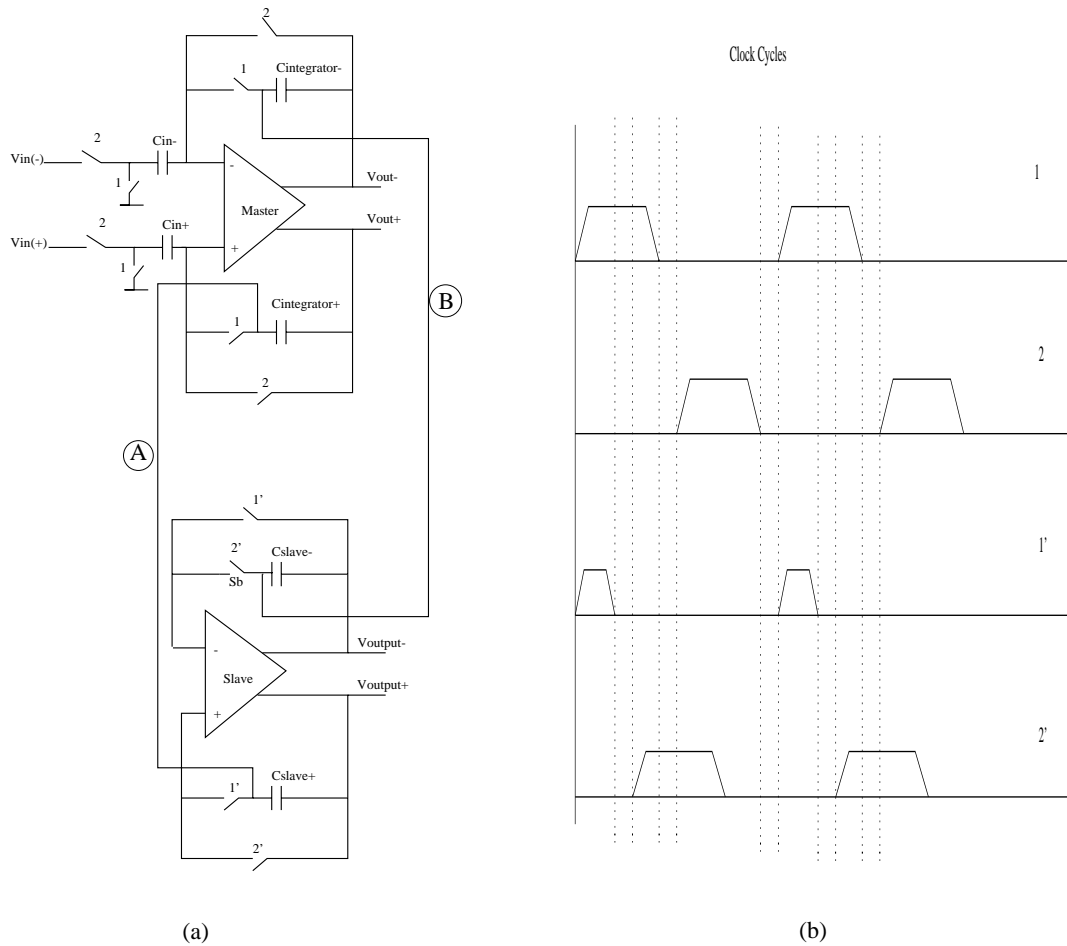 2
Clock Cycles
Cintegrator-
1
2
Cin-
Vin(-)
1
-
Vout-
Master
2
Cin+
Vout+
Vin(+)
+
1
Cintegrator+
B
1
2
A
1'
2'
Cslave-
Sb
Voutput-
-
Slave
Voutput+
+
Cslave+
1'
2'
(a)
1
2
1'
2'
(b)